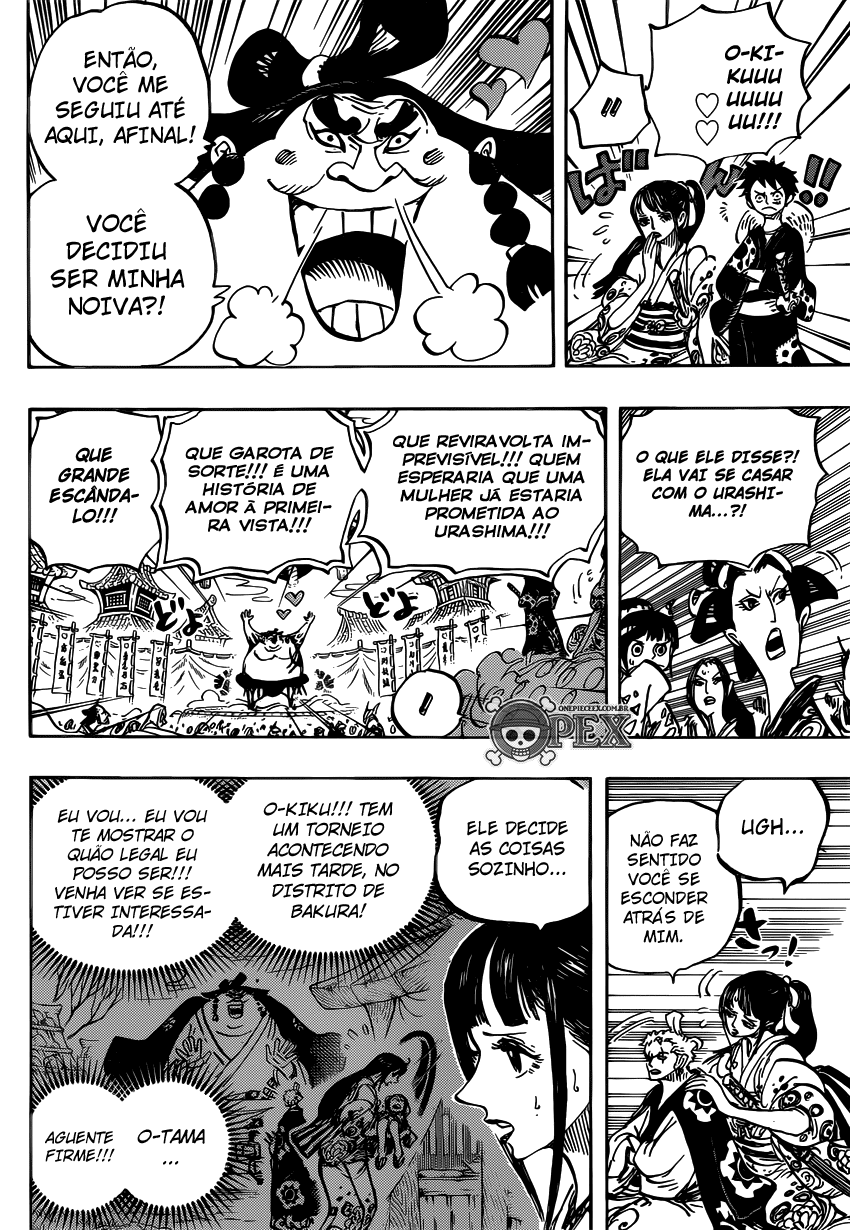 O-KI-
KUUU
UUUU
UU!!!
!!
ばん!!
ENTÃO,
VOCÊ ME
SEGUIU ATÉ
AQUI, AFINAL!
VOCÊ
DECIDIU
SER MINHA
NOIVA?!
O QUE ELE DISSE?!
ELA VAI SE CASAR
COM O URASHI-
MA...?!
QUE REVIRAVOLTA IM-
PREVISÍVEL!!! QUEM
ESPERARIA QUE UMA
MULHER JÁ ESTARIA
PROMETIDA AO
URASHIMA!!!
QUE GAROTA DE
SORTE!!! É UMA
HISTÓRIA DE
AMOR À PRIMEI-
RA VISTA!!!
QUE
GRANDE
ESCÂNDA-
LO!!!
どよ
どよ
!
ONEPIECEEX.COM.BR
OPEX
UGH...
NÃO FAZ
SENTIDO
VOCÊ SE
ESCONDER
ATRÁS DE
MIM.
さっ!
ELE DECIDE
AS COISAS
SOZINHO...
O-KIKU!!! TEM
UM TORNEIO
ACONTECENDO
MAIS TARDE, NO
DISTRITO DE
BAKURA!
EU VOU... EU VOU
TE MOSTRAR O
QUÃO LEGAL EU
POSSO SER!!!
VENHA VER SE ES-
TIVER INTERESSA-
DA!!!
O-TAMA
...
AGUENTE
FIRME!!!